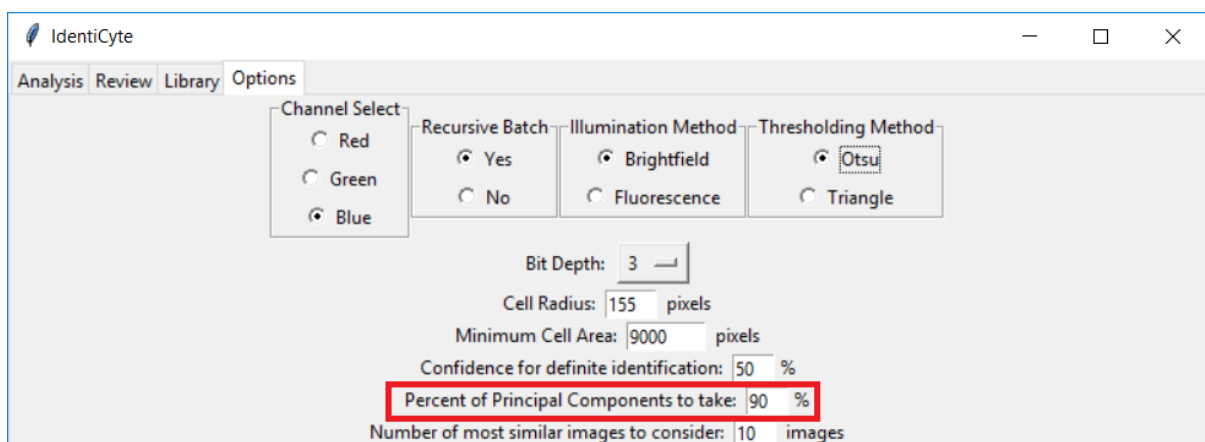 IdentiCyte
Analysis Review Library Options
Channel Select
Red
Green
Blue
Recursive Batch
Yes
No
Illumination Method
Brightfield
Fluorescence
Thresholding Method
Otsu
Triangle
Bit Depth: 3
Cell Radius: 155 pixels
Minimum Cell Area: 9000 pixels
Confidence for definite identification: 50 %
Percent of Principal Components to take: 90 %
Number of most similar images to consider: 10 images